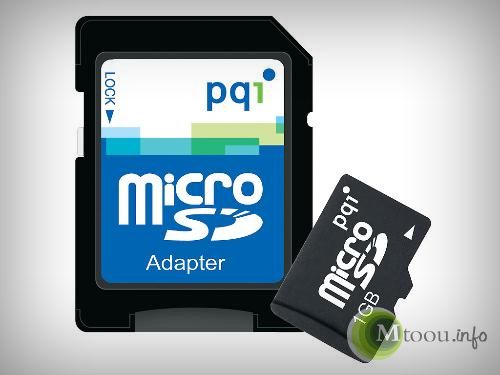 LOCK
pqi
micro
SD
Adapter
pqi
micro
SD
1GB
Mtoou.info